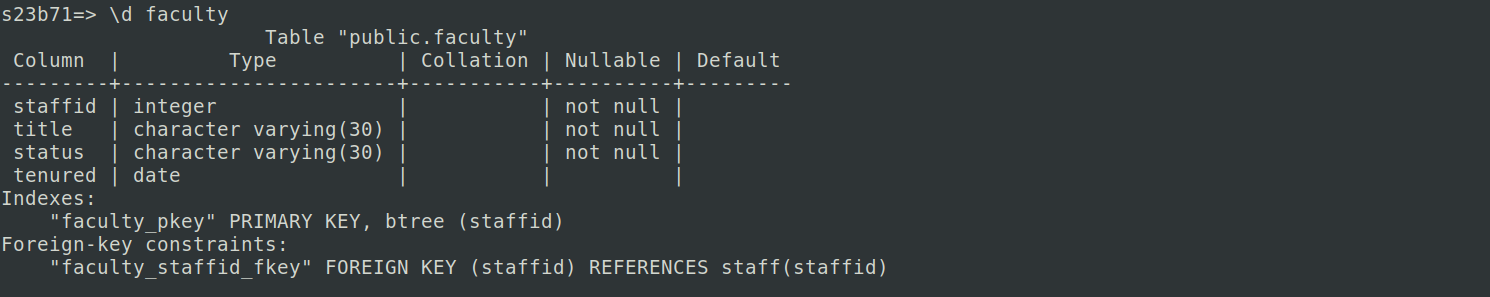 s23b71=> \d faculty
                      Table "public.faculty"
 Column  |         Type          | Collation | Nullable | Default
---------+-----------------------+-----------+----------+---------
 staffid | integer               |           | not null |
 title   | character varying(30) |           | not null |
 status  | character varying(30) |           | not null |
 tenured | date                  |           |          |
Indexes:
    "faculty_pkey" PRIMARY KEY, btree (staffid)
Foreign-key constraints:
    "faculty_staffid_fkey" FOREIGN KEY (staffid) REFERENCES staff(staffid)